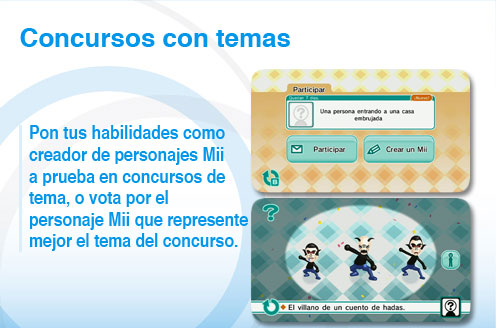 Concursos con temas
Pon tus habilidades como
creador de personajes Mii
a prueba en concursos de
tema, o vota por el
personaje Mii que represente
mejor el tema del concurso.
Participar
Quedan 7 días.
¡Nuevo!
Una persona entrando a una casa
embrujada
Participar
Crear un Mii
?
i
El villano de un cuento de hadas.